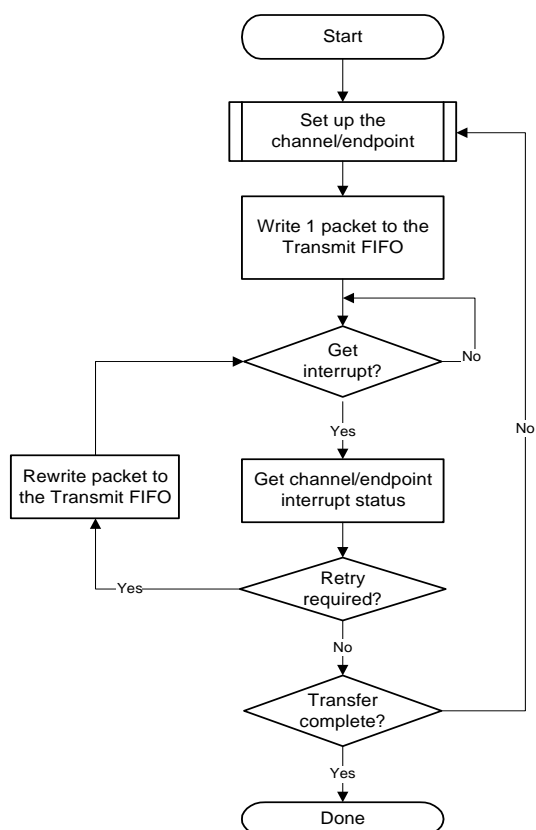 Start
Set up the
channel/endpoint
Write 1 packet to the
Transmit FIFO
Get
interrupt?
No
Yes
No
Rewrite packet to
the Transmit FIFO
Get channel/endpoint
interrupt status
Retry
required?
Yes
No
Transfer
complete?
Yes
Done